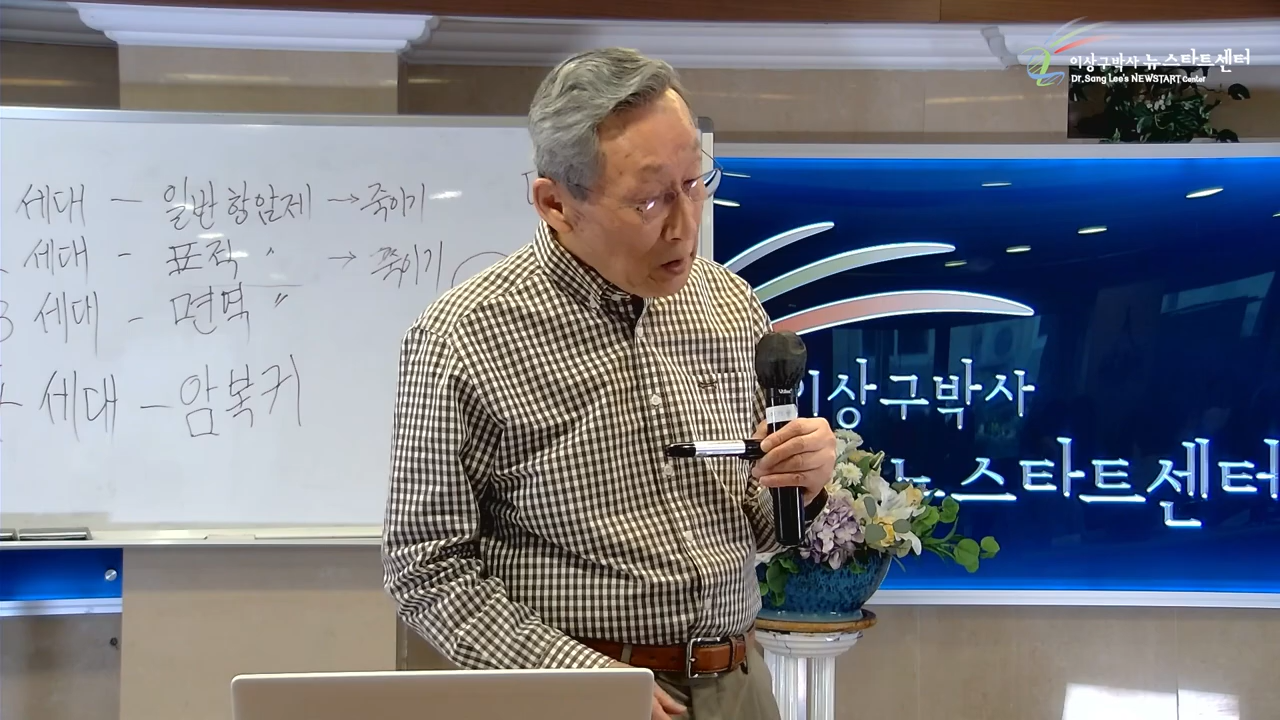 이상구박사 뉴스타트센터
Dr. Sang Lee's NEWSTART Center
세대 – 일반항암제 → 죽이기
세대 – 표적 〃 → 죽이기
3 세대 – 면역 〃
세대 – 암복귀
이상구박사
뉴스타트센터